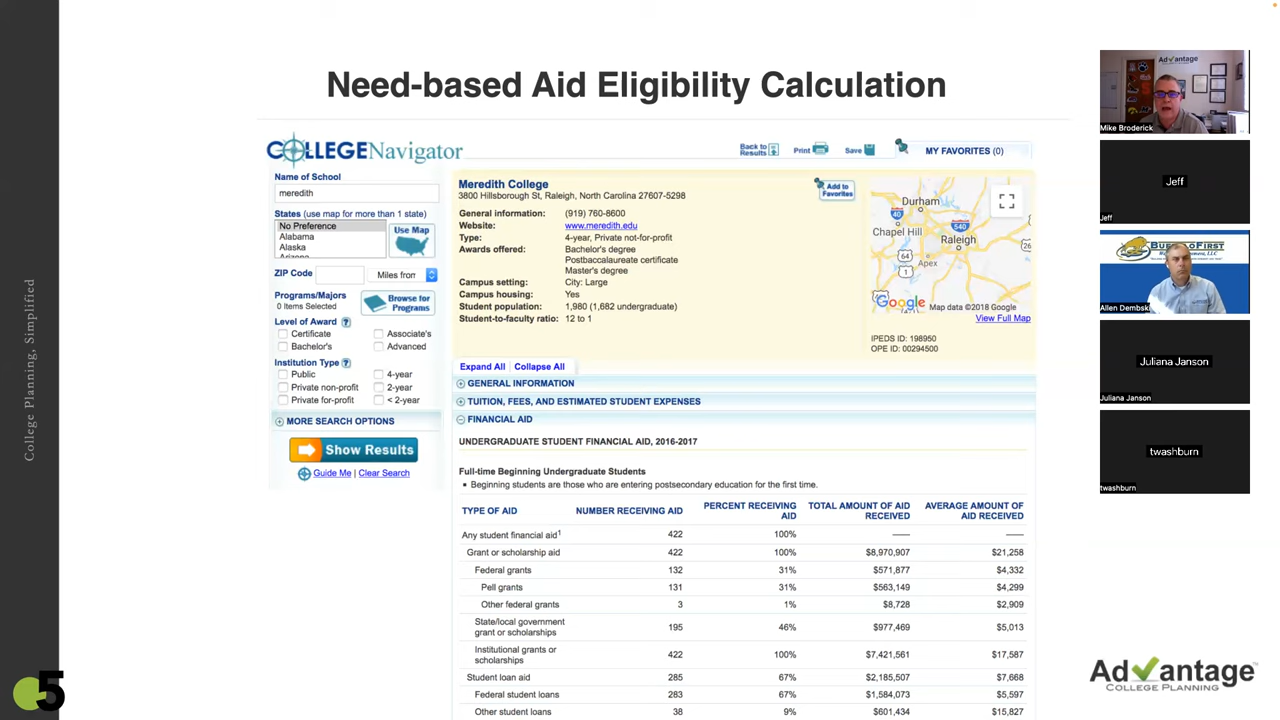 Need-based Aid Eligibility Calculation
COLLEGE Navigator
Back to Results
Print
Save
MY FAVORITES (0)
Name of School
meredith
States (use map for more than 1 state)
No Preference
Alabama
Alaska
Use Map
ZIP Code
Miles from
Programs/Majors
0 Items Selected
Browse for Programs
Level of Award
Certificate
Associate's
Bachelor's
Advanced
Institution Type
Public
4-year
Private non-profit
2-year
Private for-profit
< 2-year
MORE SEARCH OPTIONS
Show Results
Guide Me | Clear Search
Meredith College
3800 Hillsborough St, Raleigh, North Carolina 27607-5298
General information: (919) 760-8600
Website: www.meredith.edu
Type: 4-year, Private not-for-profit
Awards offered: Bachelor's degree
Postbaccalaureate certificate
Master's degree
Campus setting: City: Large
Campus housing: Yes
Student population: 1,980 (1,682 undergraduate)
Student-to-faculty ratio: 12 to 1
Add to Favorites
Durham
40
540
Chapel Hill
Raleigh
64
Apex
1
Google
Map data ©2018 Google
View Full Map
IPEDS ID: 198950
OPE ID: 00294500
Expand All Collapse All
GENERAL INFORMATION
TUITION, FEES, AND ESTIMATED STUDENT EXPENSES
FINANCIAL AID
UNDERGRADUATE STUDENT FINANCIAL AID, 2016-2017
Full-time Beginning Undergraduate Students
▪ Beginning students are those who are entering postsecondary education for the first time.
TYPE OF AID NUMBER RECEIVING AID PERCENT RECEIVING AID TOTAL AMOUNT OF AID RECEIVED AVERAGE AMOUNT OF AID RECEIVED
Any student financial aid¹ 422 100% — —
Grant or scholarship aid 422 100% $8,970,907 $21,258
Federal grants 132 31% $571,877 $4,332
Pell grants 131 31% $563,149 $4,299
Other federal grants 3 1% $8,728 $2,909
State/local government grant or scholarships 195 46% $977,469 $5,013
Institutional grants or scholarships 422 100% $7,421,561 $17,587
Student loan aid 285 67% $2,185,507 $7,668
Federal student loans 283 67% $1,584,073 $5,597
Other student loans 38 9% $601,434 $15,827
College Planning, Simplified
5
Advantage
Mike Broderick
Jeff
Jeff
Allen Dembski
Juliana Janson
Juliana Janson
twashburn
twashburn
Advantage
COLLEGE PLANNING